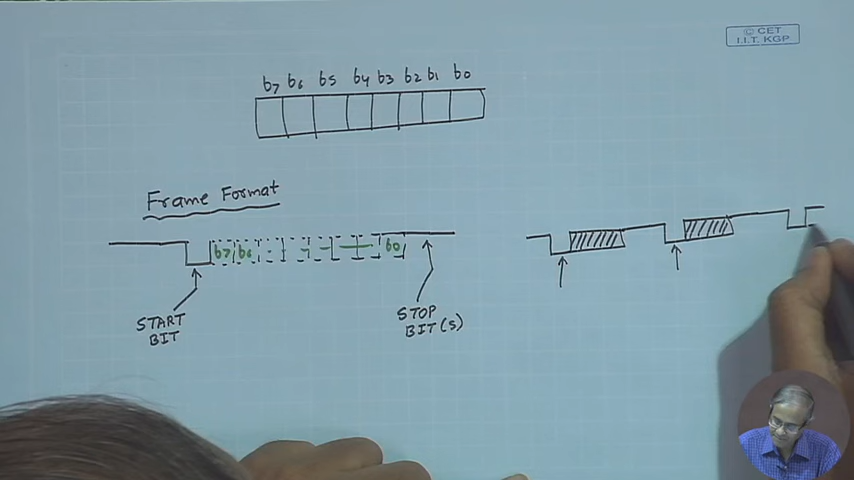 © CET
I.I.T. KGP
b7 b6 b5 b4 b3 b2 b1 b0
Frame Format
b7 b6 b0
START
BIT
STOP
BIT(S)